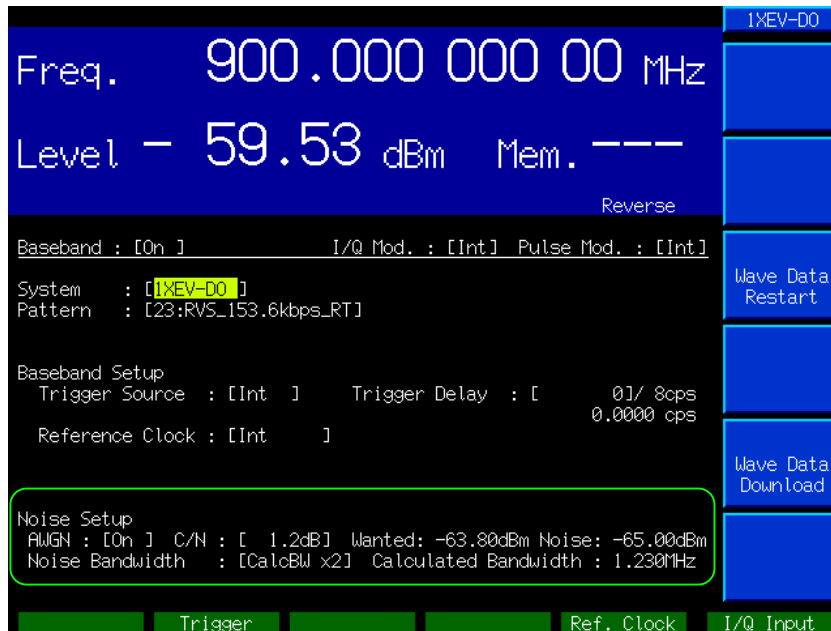 1XEV-DO
Freq. 900.000 000 00 MHz
Level - 59.53 dBm Mem.---
Reverse
Baseband : [On ] I/Q Mod. : [Int] Pulse Mod. : [Int]
System : [1XEV-DO ]
Pattern : [23:RVS_153.6kbps_RT]
Wave Data
Restart
Baseband Setup
Trigger Source : [Int ] Trigger Delay : [ 0]/ 8cps
0.0000 cps
Reference Clock : [Int ]
Wave Data
Download
Noise Setup
AWGN : [On ] C/N : [ 1.2dB] Wanted: -63.80dBm Noise: -65.00dBm
Noise Bandwidth : [CalcBW x2] Calculated Bandwidth : 1.230MHz
Trigger Ref. Clock I/Q Input